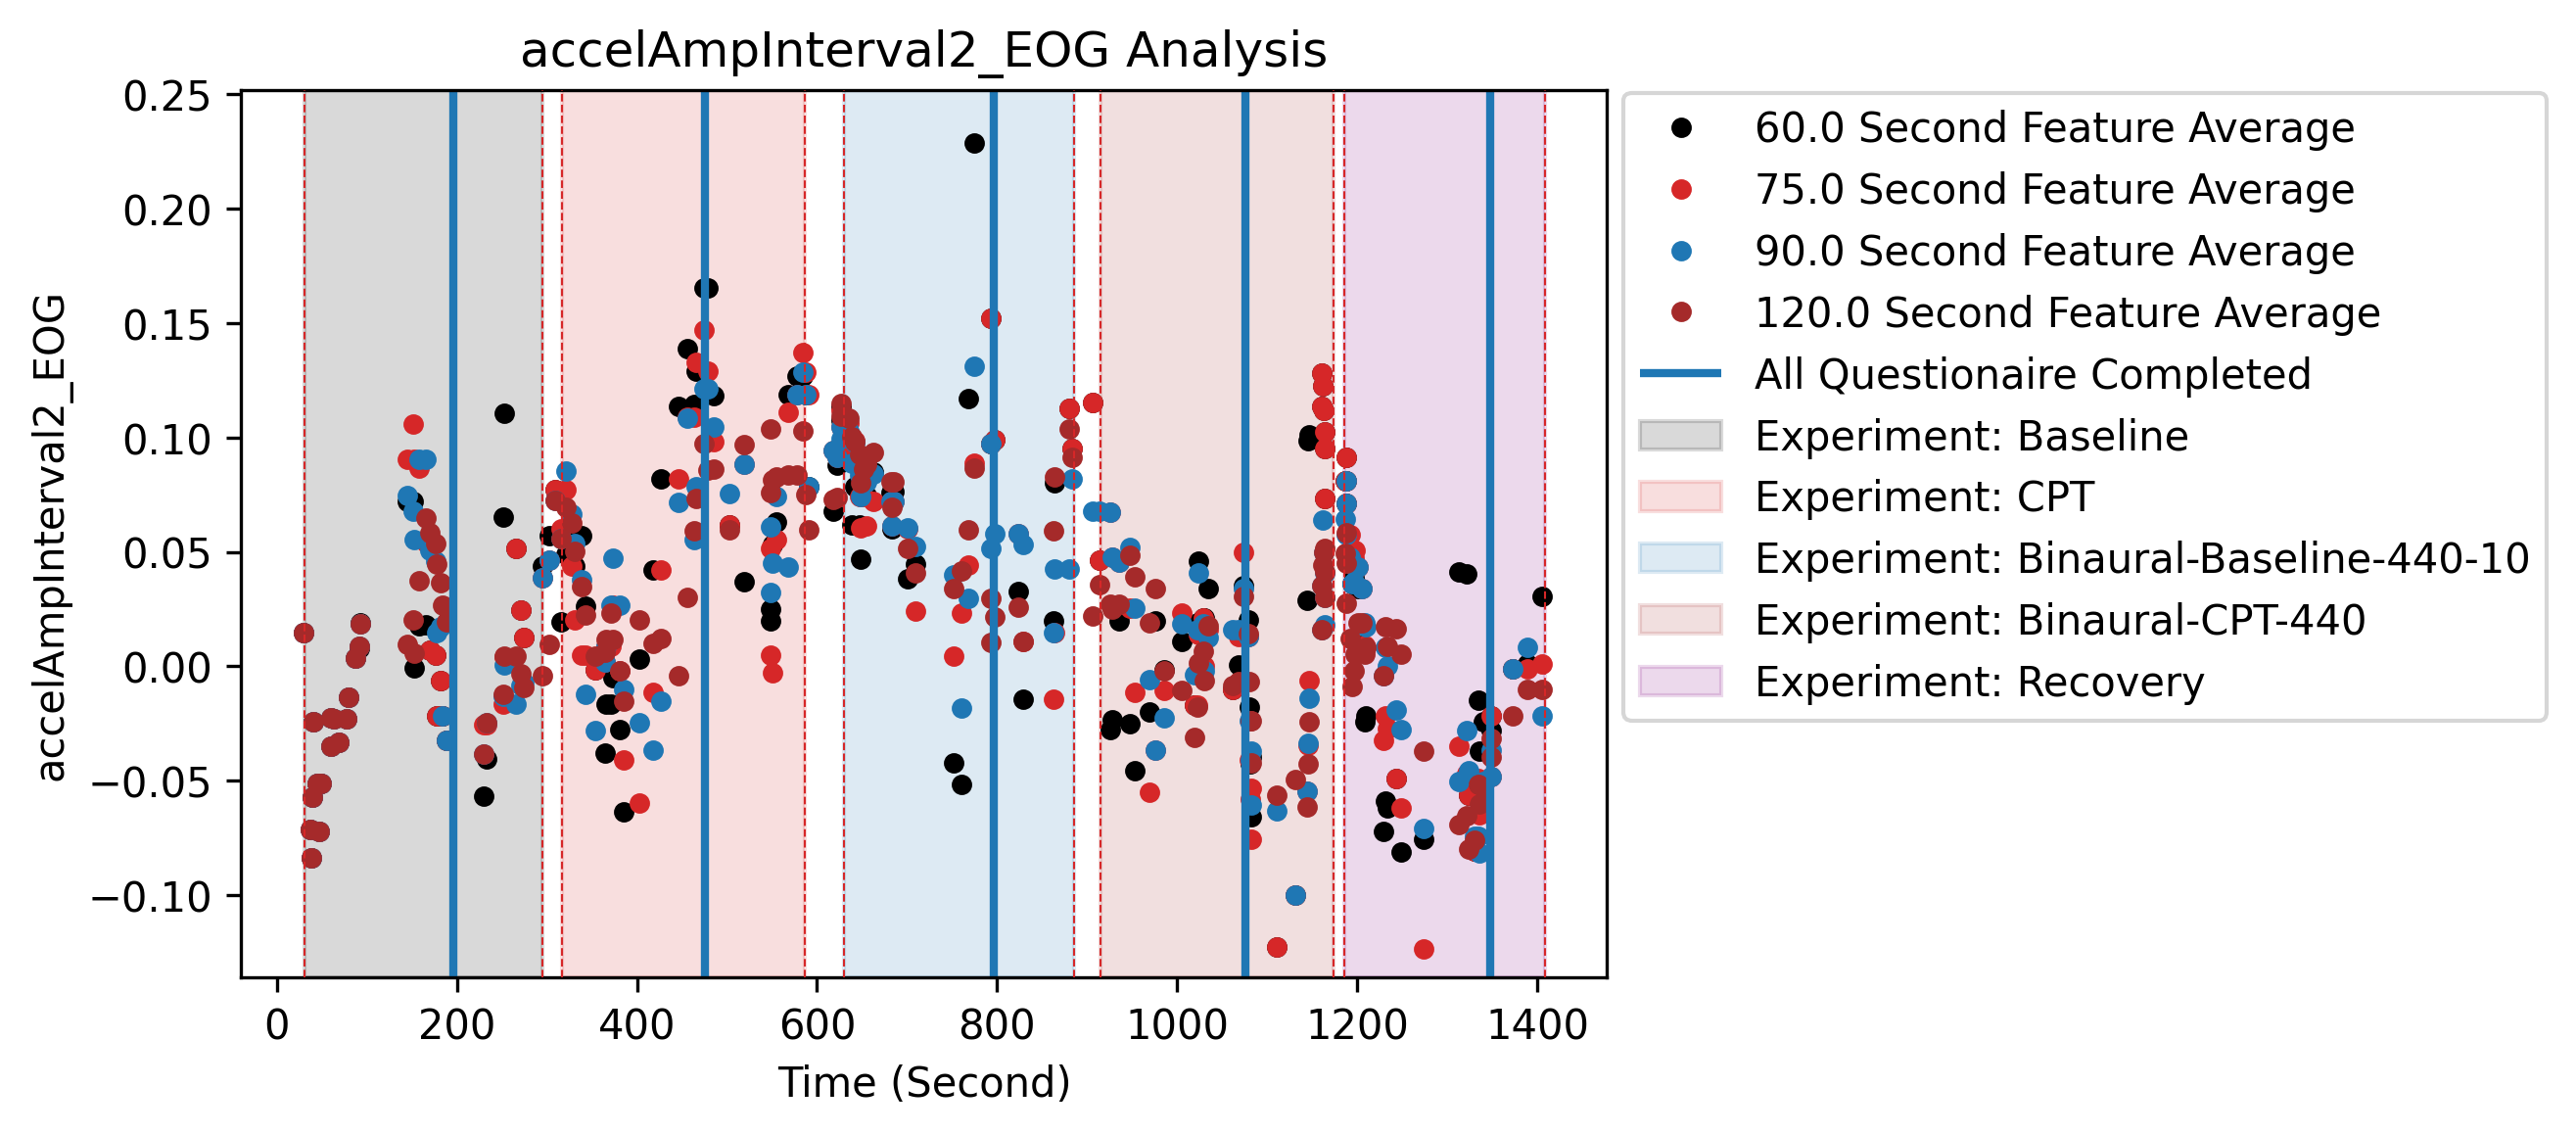 accelAmpInterval2_EOG Analysis
accelAmpInterval2_EOG
0.25
0.20
0.15
0.10
0.05
0.00
−0.05
−0.10
0 200 400 600 800 1000 1200 1400
Time (Second)
60.0 Second Feature Average
75.0 Second Feature Average
90.0 Second Feature Average
120.0 Second Feature Average
All Questionaire Completed
Experiment: Baseline
Experiment: CPT
Experiment: Binaural-Baseline-440-10
Experiment: Binaural-CPT-440
Experiment: Recovery